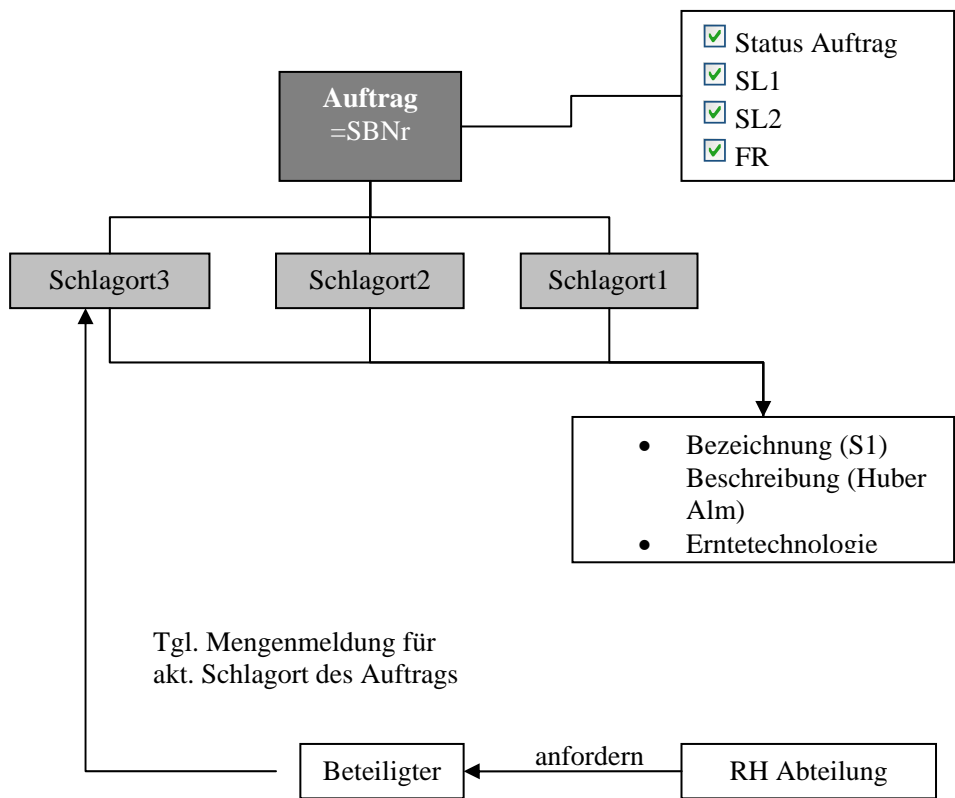 Auftrag
=SBNr
Status Auftrag
SL1
SL2
FR
Schlagort3
Schlagort2
Schlagort1
• Bezeichnung (S1)
Beschreibung (Huber
Alm)
• Erntetechnologie
Tgl. Mengenmeldung für
akt. Schlagort des Auftrags
Beteiligter
anfordern
RH Abteilung